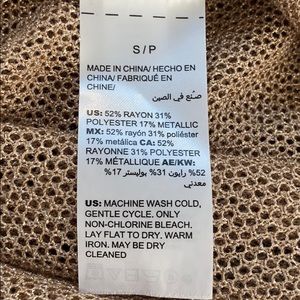 S / P
MADE IN CHINA/ HECHO EN
CHINA/ FABRIQUÉ EN
CHINE/
صنع في الصين
US: 52% RAYON 31%
POLYESTER 17% METALLIC
MX: 52% rayón 31% poliéster
17% metálica CA: 52%
RAYONNE 31% POLYESTER
17% MÉTALLIQUE AE/KW:
52% رايون 31% بوليستر 17%
معدني
US: MACHINE WASH COLD,
GENTLE CYCLE. ONLY
NON-CHLORINE BLEACH.
LAY FLAT TO DRY. WARM
IRON. MAY BE DRY
CLEANED